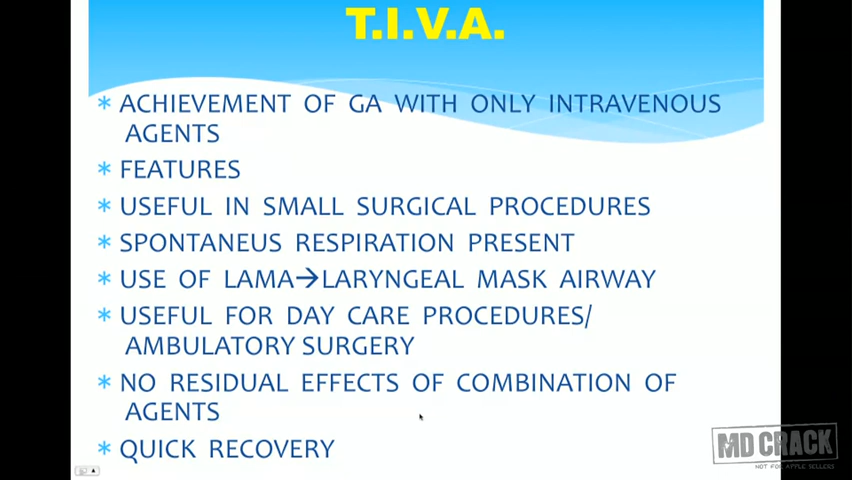 T.I.V.A.
* ACHIEVEMENT OF GA WITH ONLY INTRAVENOUS
AGENTS
* FEATURES
* USEFUL IN SMALL SURGICAL PROCEDURES
* SPONTANEUS RESPIRATION PRESENT
* USE OF LAMA→LARYNGEAL MASK AIRWAY
* USEFUL FOR DAY CARE PROCEDURES/
AMBULATORY SURGERY
* NO RESIDUAL EFFECTS OF COMBINATION OF
AGENTS
* QUICK RECOVERY
MD CRACK
NOT FOR APPLE SELLERS